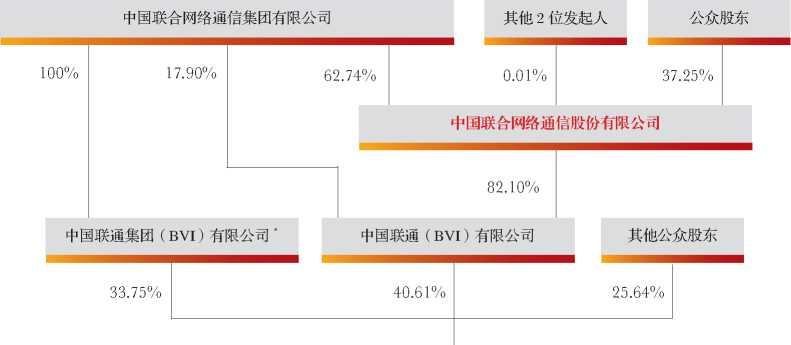 中国联合网络通信集团有限公司
其他2位发起人
公众股东
100%
17.90%
62.74%
0.01%
37.25%
中国联合网络通信股份有限公司
82.10%
中国联通集团（BVI）有限公司*
中国联通（BVI）有限公司
其他公众股东
33.75%
40.61%
25.64%